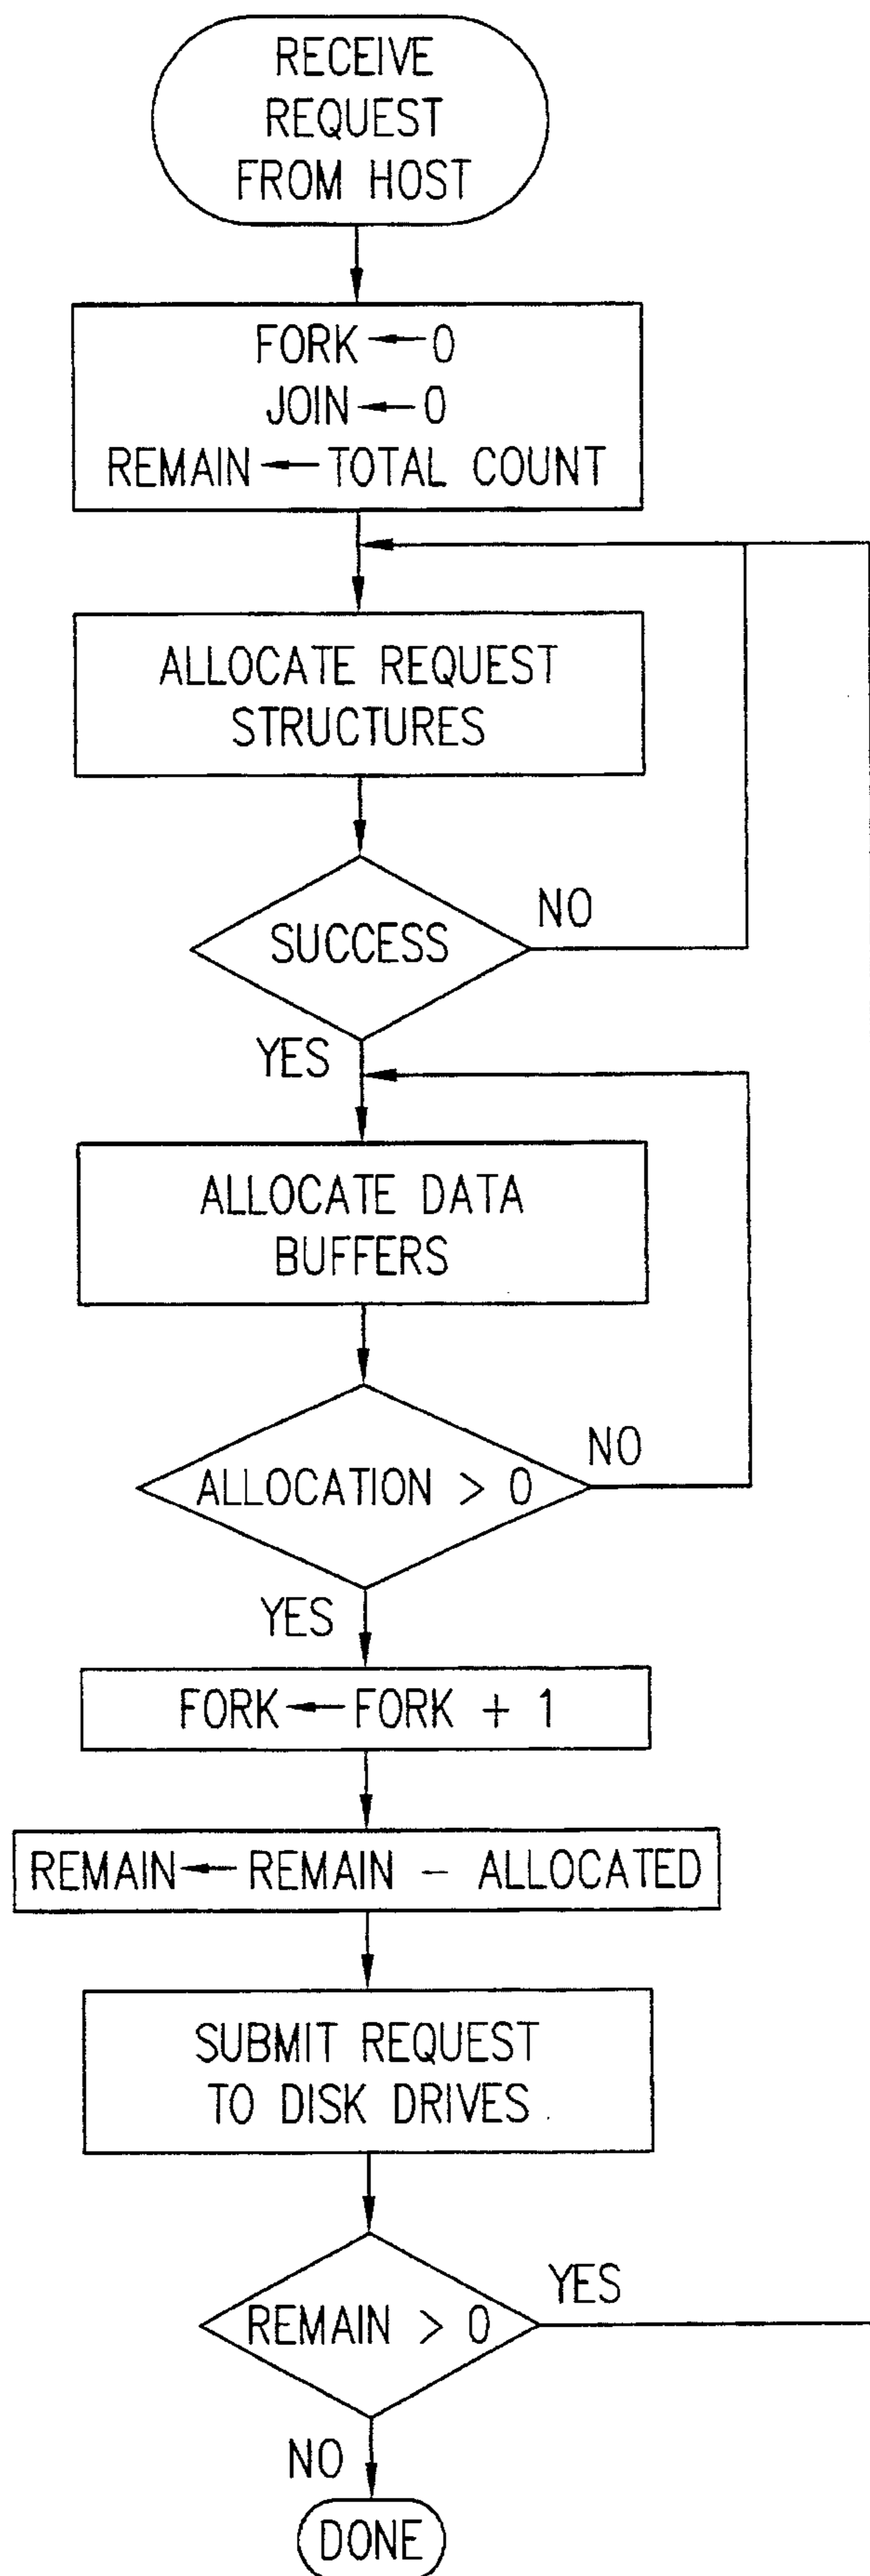 RECEIVE
REQUEST
FROM HOST
FORK ← 0
JOIN ← 0
REMAIN ← TOTAL COUNT
ALLOCATE REQUEST
STRUCTURES
SUCCESS
NO
YES
ALLOCATE DATA
BUFFERS
ALLOCATION > 0
NO
YES
FORK ← FORK + 1
REMAIN ← REMAIN - ALLOCATED
SUBMIT REQUEST
TO DISK DRIVES
REMAIN > 0
YES
NO
DONE